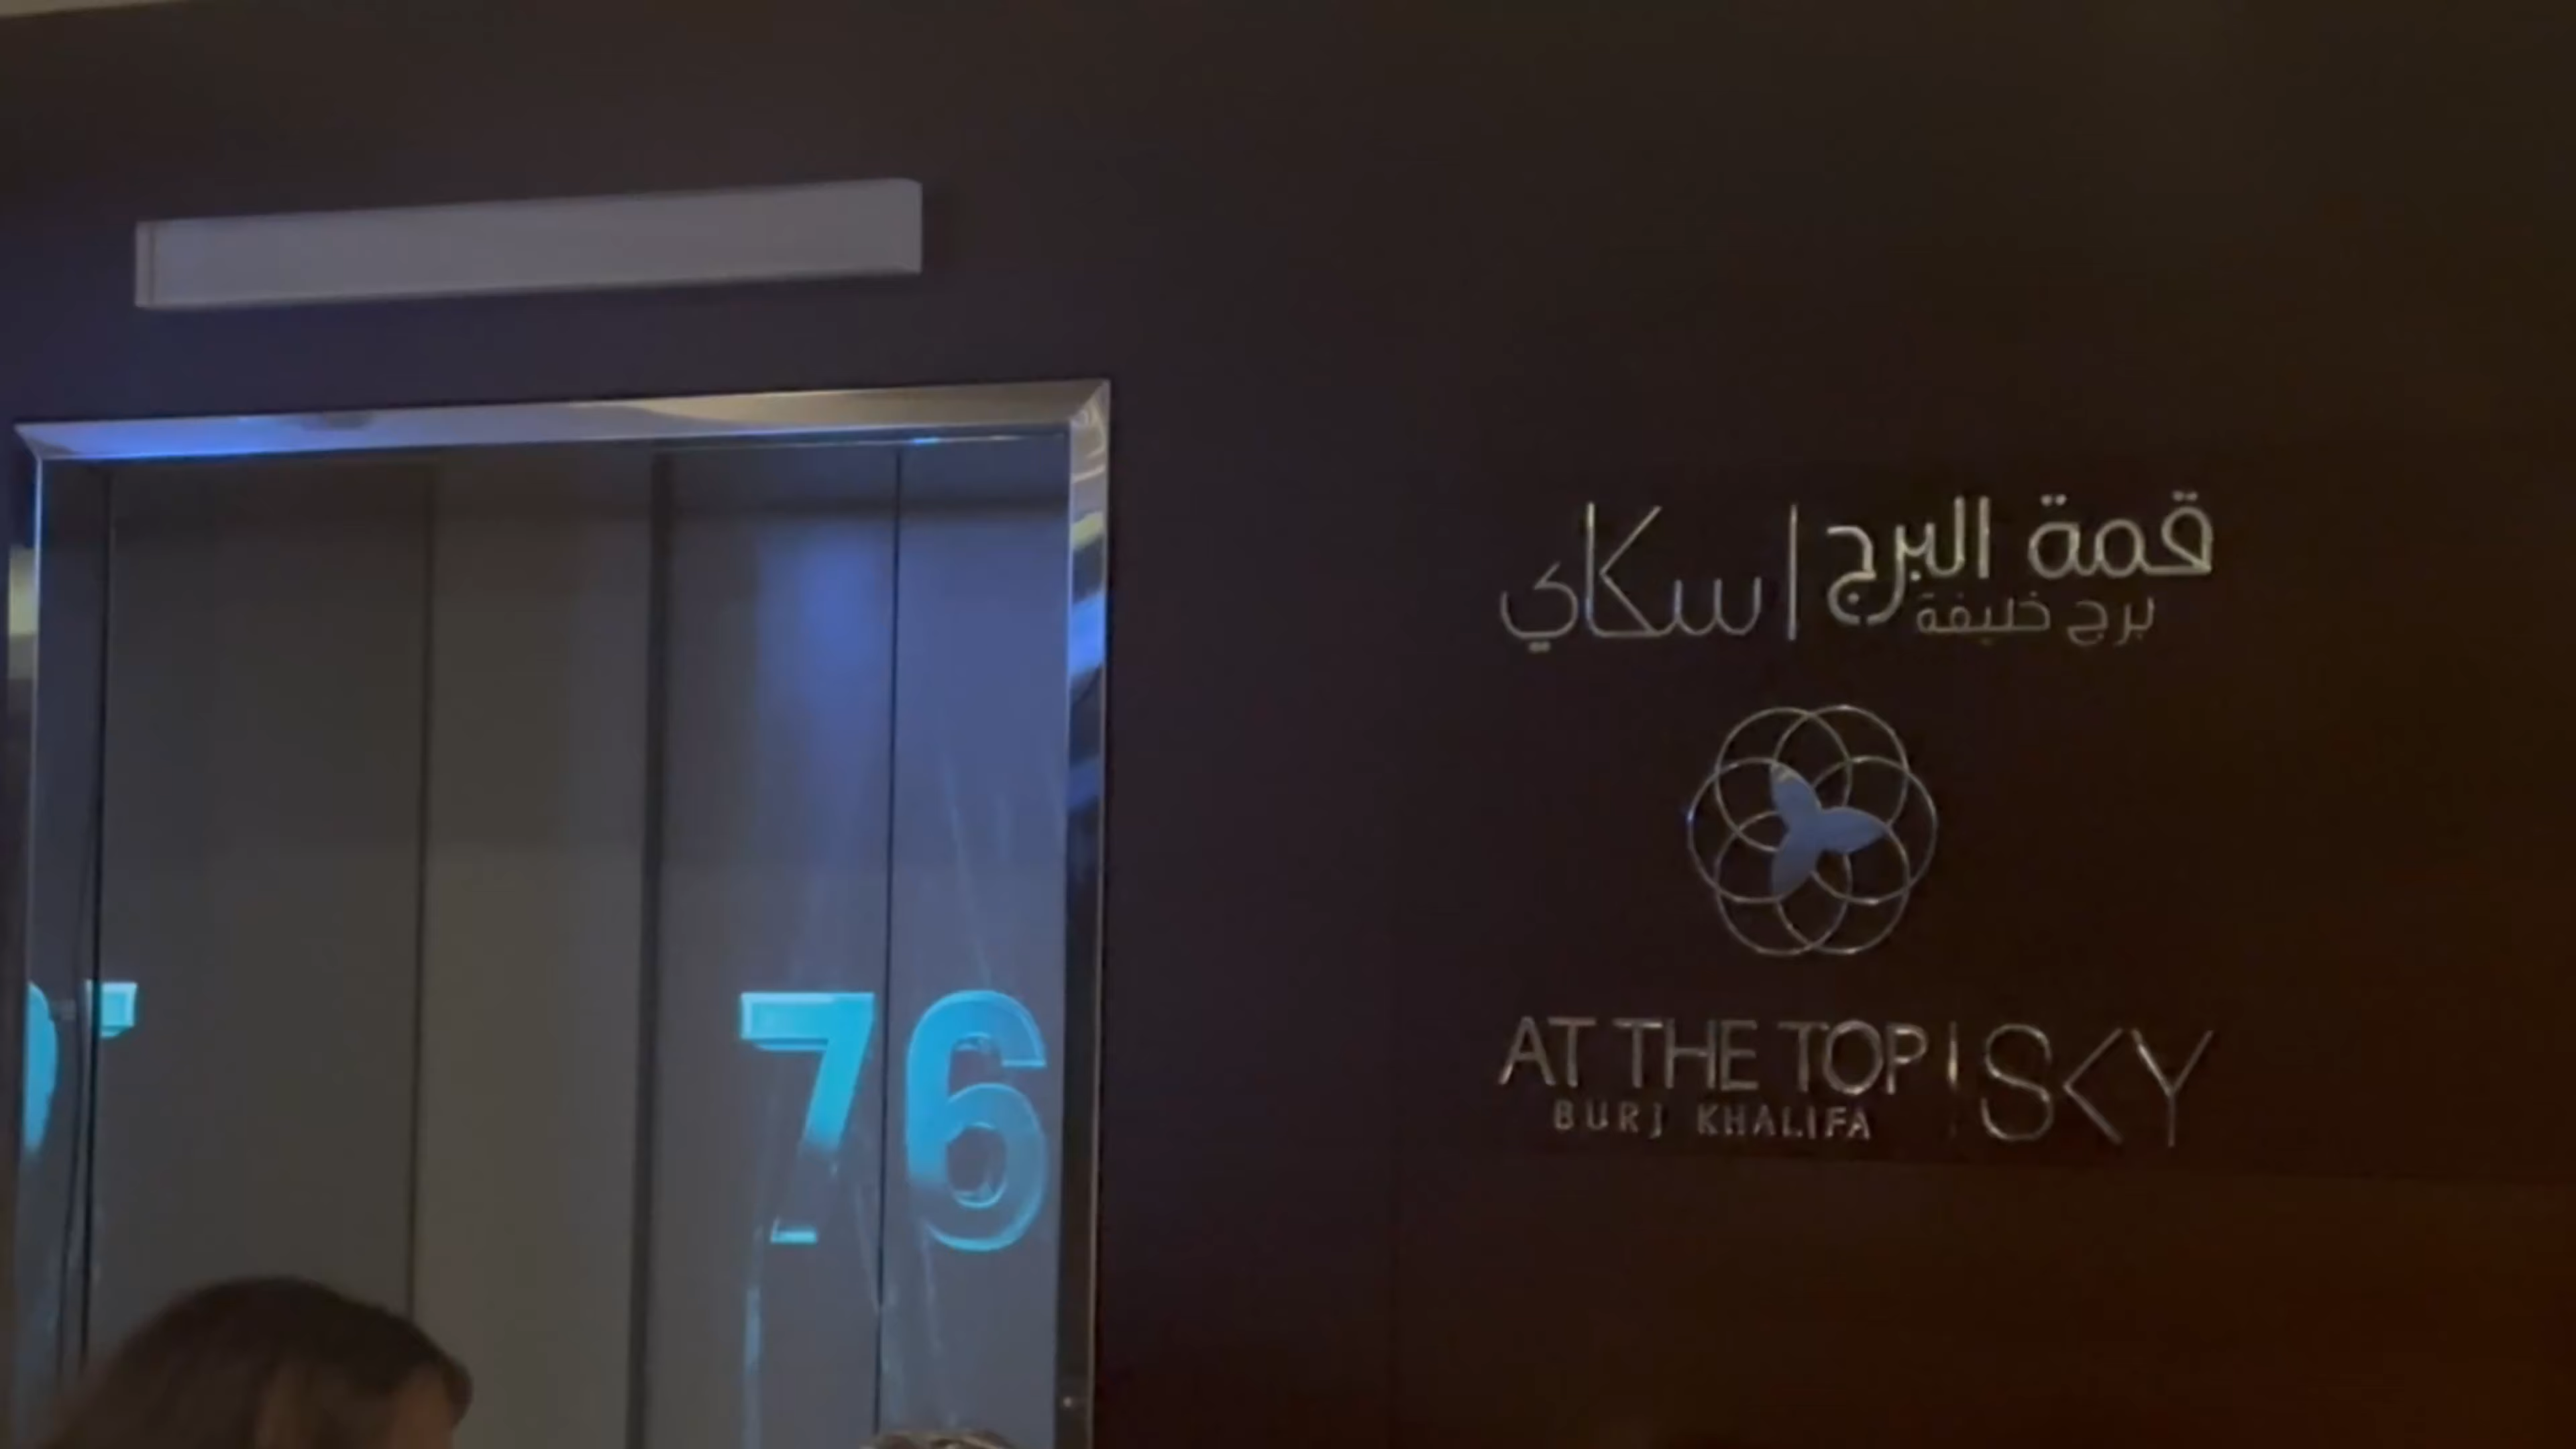 قمة البرج | سكاي
برج خليفة
AT THE TOP | SKY
BURJ KHALIFA
76